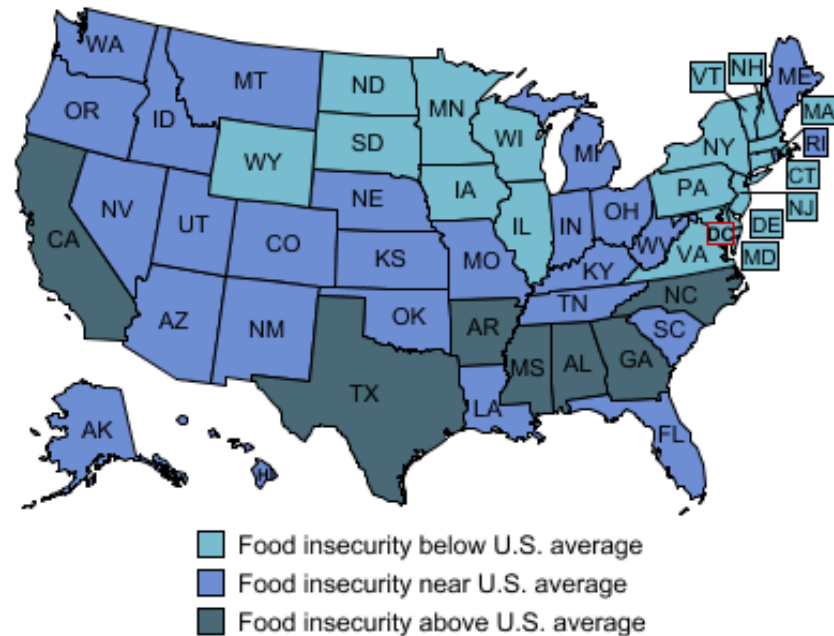 WA
MT
ND
MN
VT
NH
ME
OR
ID
SD
WI
MI
NY
MA
RI
WY
IA
PA
CT
NJ
NV
UT
CO
NE
IL
IN
OH
WV
VA
DC
DE
MD
CA
KS
MO
KY
AZ
NM
OK
AR
TN
NC
SC
TX
LA
MS
AL
GA
FL
AK
HI
Food insecurity below U.S. average
Food insecurity near U.S. average
Food insecurity above U.S. average